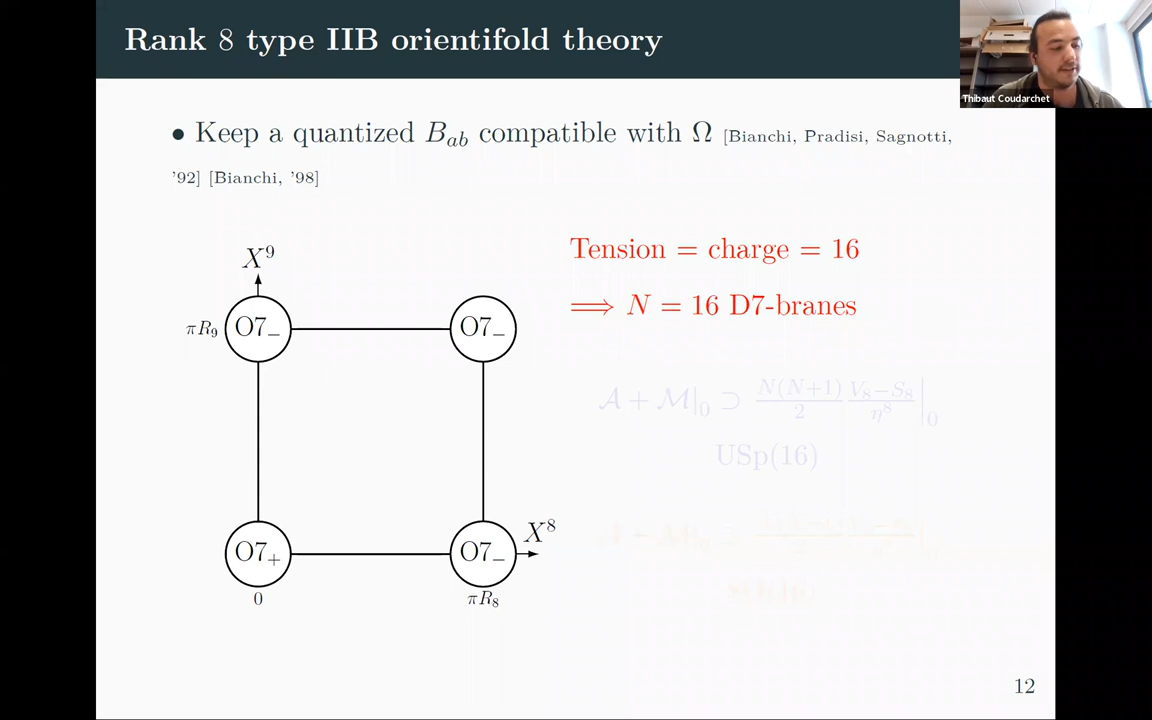 Rank 8 type IIB orientifold theory
Thibaut Coudarchet
• Keep a quantized B_{ab} compatible with Ω [Bianchi, Pradisi, Sagnotti,
'92] [Bianchi, '98]
X^9
Tension = charge = 16
⟹ N = 16 D7-branes
πR_9
O7_−
O7_−
A + M|_0 ⊃ N(N+1)/2 V_8−S_8/η^8|_0
USp(16)
O7_+
O7_−
X^8
0
πR_8
12